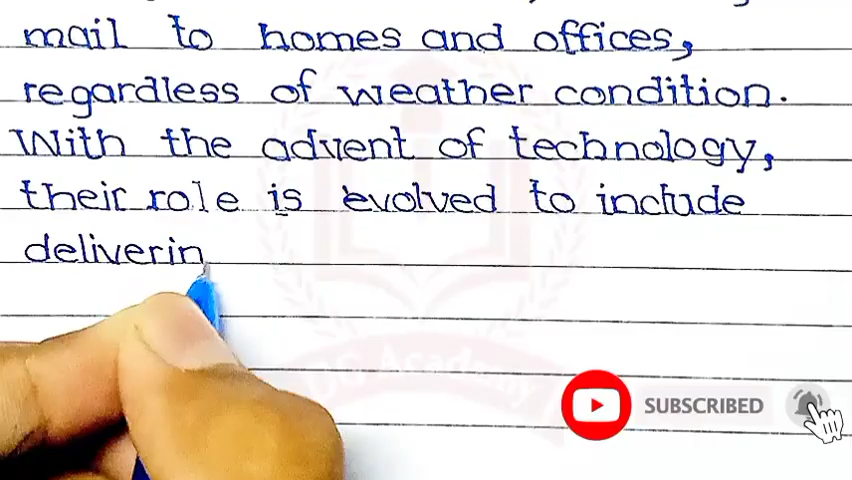 mail to homes and offices,
regardless of weather condition.
With the advent of technology,
their role is evolved to include
deliverin
Academy
SUBSCRIBED